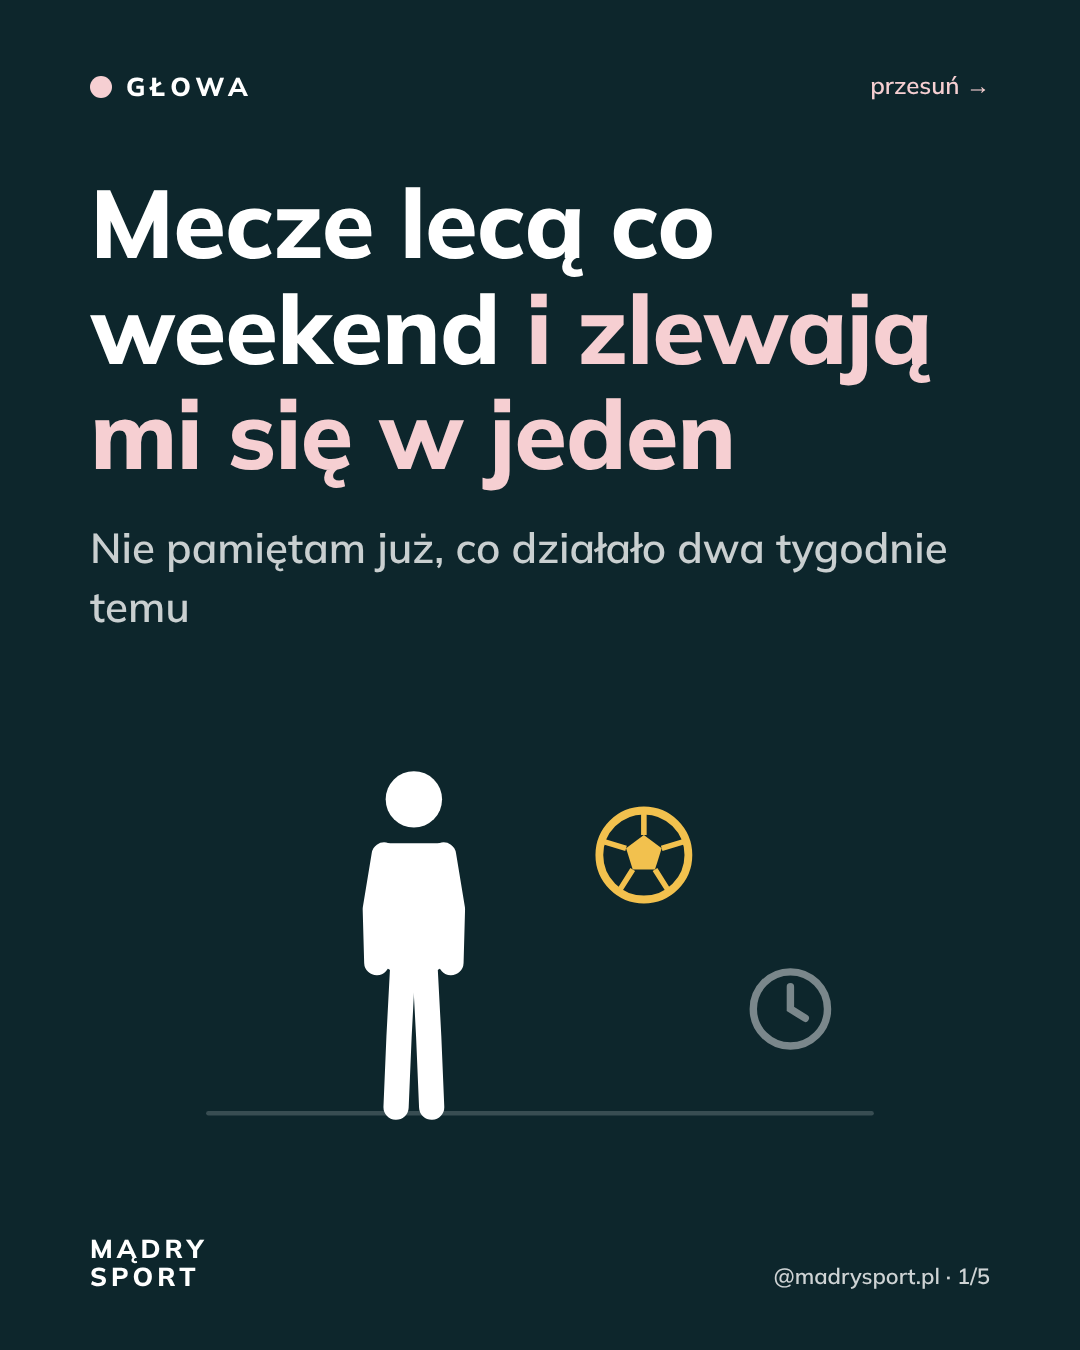 GŁOWA
przesuń →
Mecze lecą co
weekend i zlewają
mi się w jeden
Nie pamiętam już, co działało dwa tygodnie
temu
MĄDRY
SPORT
@madrysport.pl · 1/5